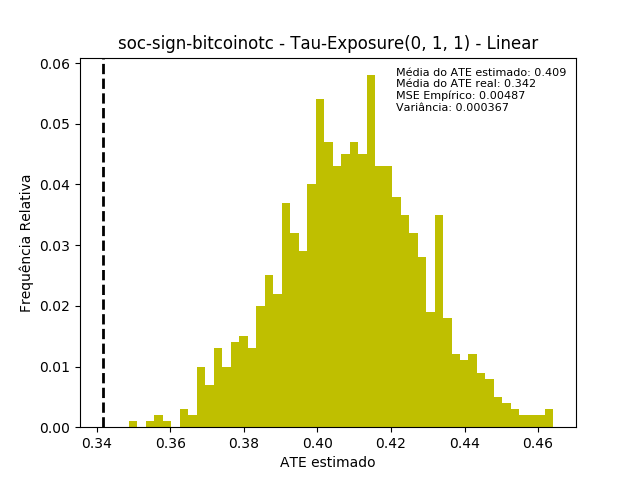 soc-sign-bitcoinotc - Tau-Exposure(0, 1, 1) - Linear
Média do ATE estimado: 0.409
Média do ATE real: 0.342
MSE Empírico: 0.00487
Variância: 0.000367
Frequência Relativa
0.06
0.05
0.04
0.03
0.02
0.01
0.00
0.34 0.36 0.38 0.40 0.42 0.44 0.46
ATE estimado